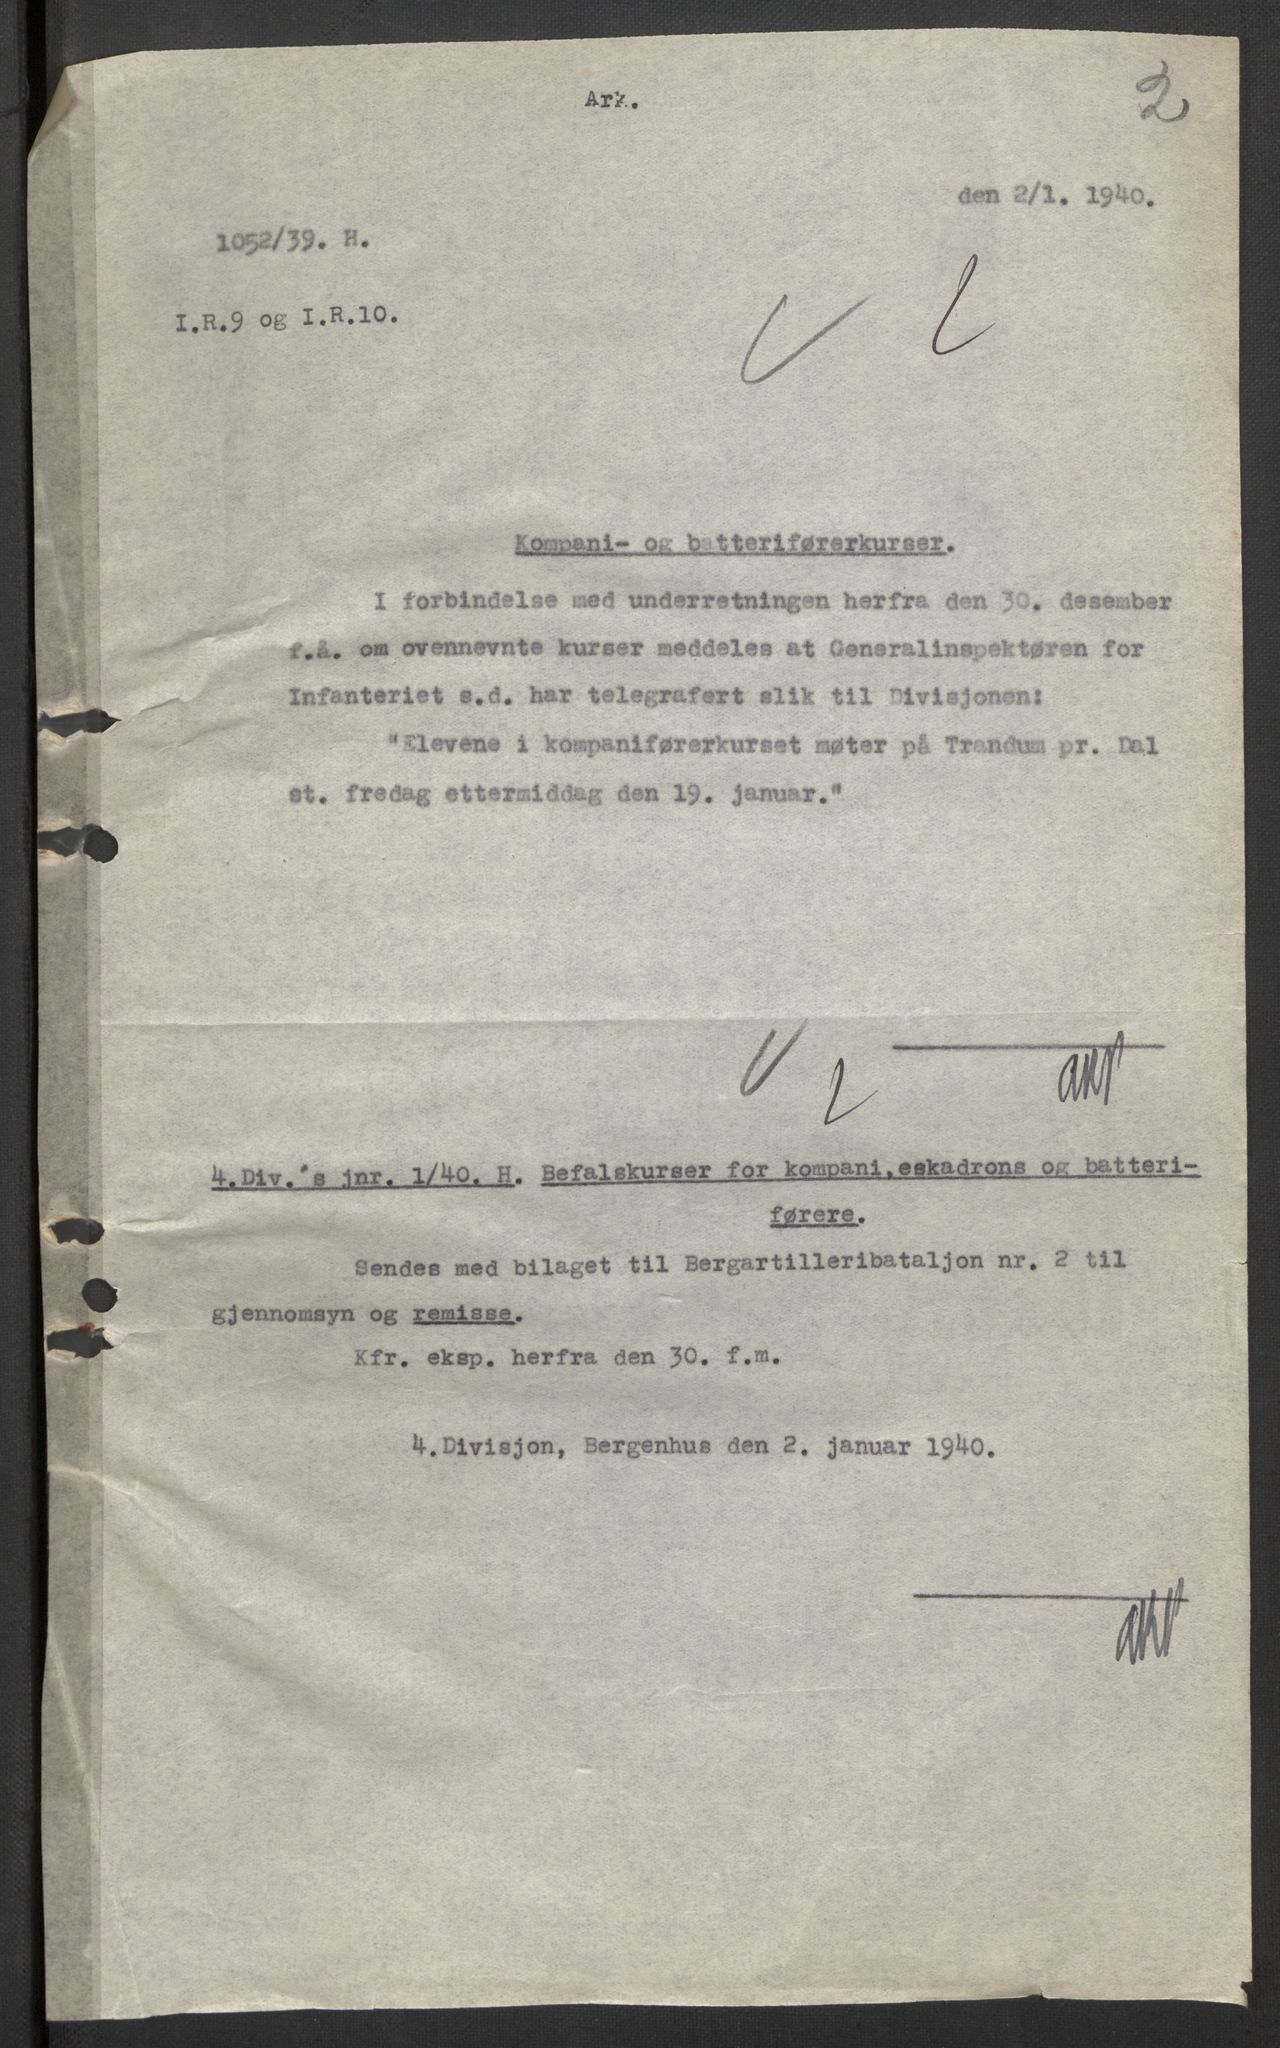 Ark.
2
den 2/1. 1940.
1052/39. H.
I.R.9 og I.R.10.
Kompani- og batteriførerkurser.
I forbindelse med underretningen herfra den 30. desember
f.å. om ovennevnte kurser meddeles at Generalinspektøren for
Infanteriet s.d. har telegrafert slik til Divisjonen:
"Elevene i kompaniførerkurset møter på Trandum pr. Dal
st. fredag ettermiddag den 19. januar."
4.Div.'s jnr. 1/40. H. Befalskurser for kompani,eskadrons og batteri-
førere.
Sendes med bilaget til Bergartilleribataljon nr. 2 til
gjennomsyn og remisse.
Kfr. eksp. herfra den 30. f.m.
4.Divisjon, Bergenhus den 2. januar 1940.